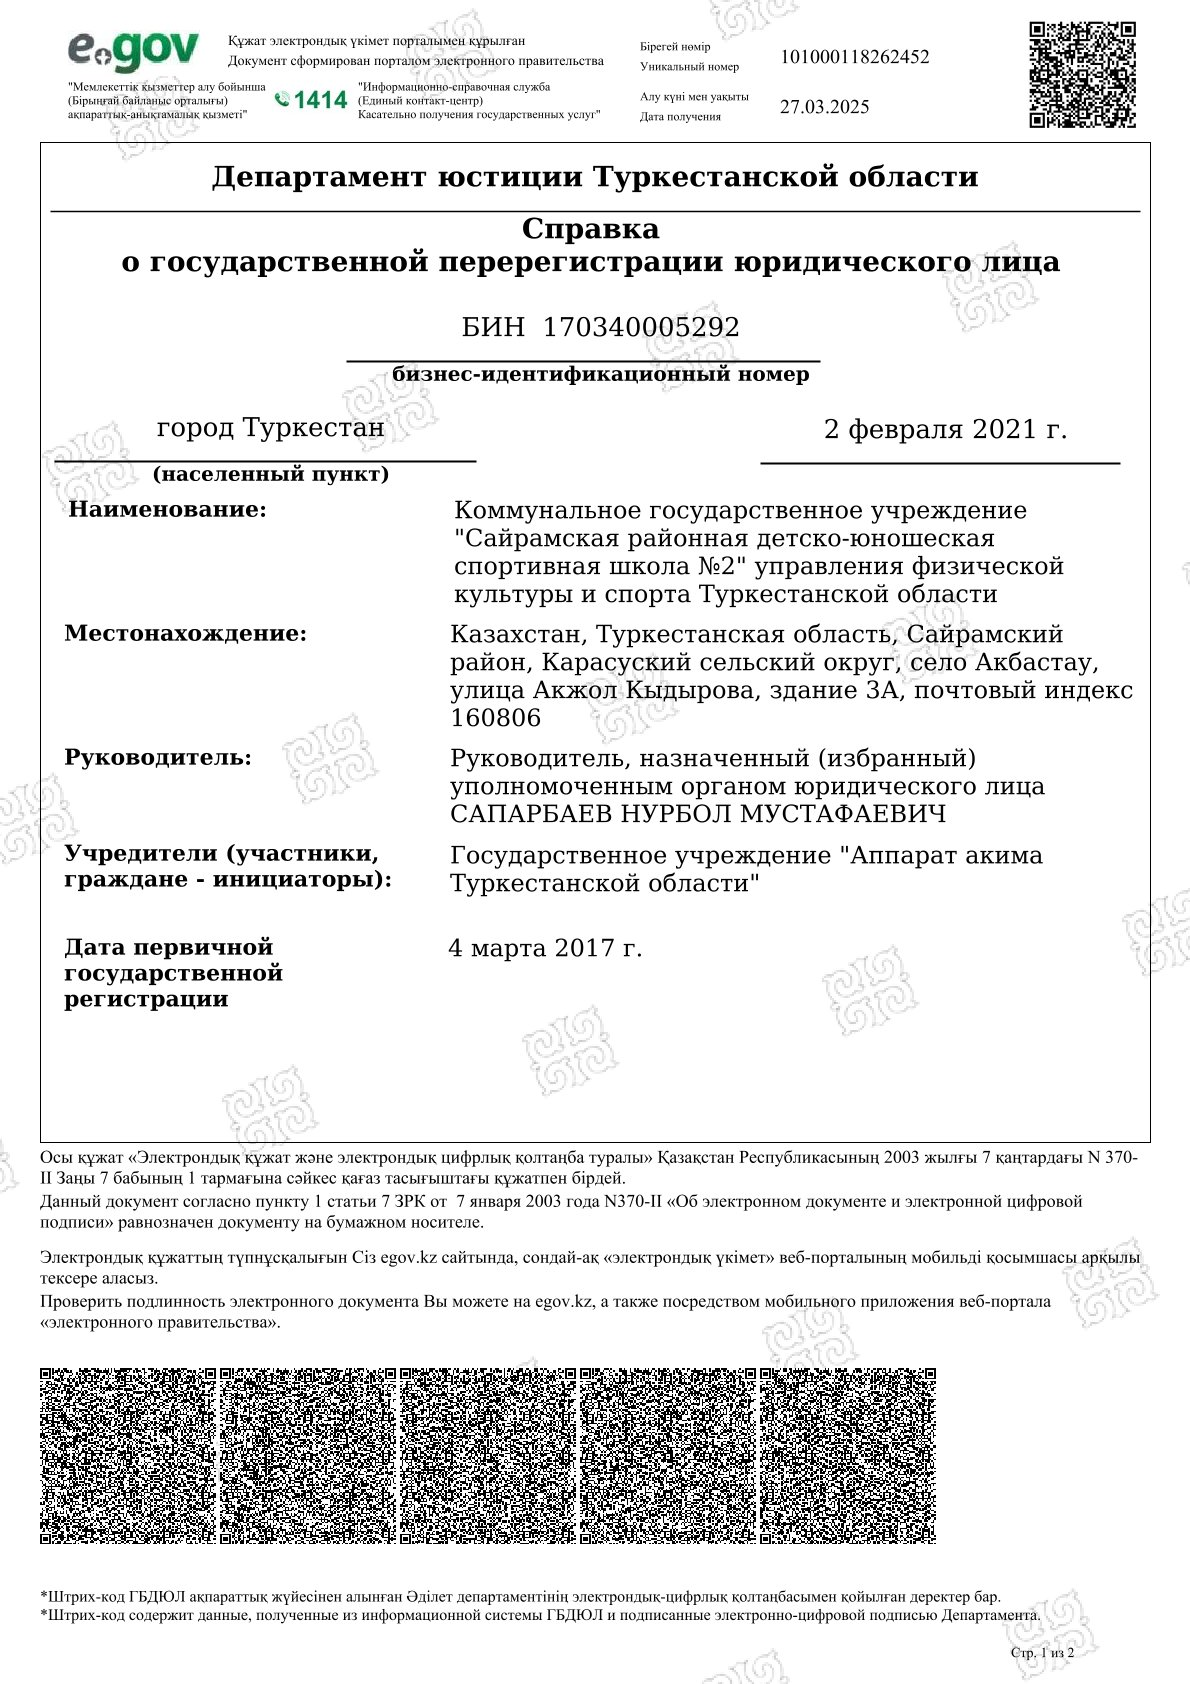 e.gov
Құжат электрондық үкімет порталымен құрылған
Документ сформирован порталом электронного правительства
"Мемлекеттік қызметтер алу бойынша
(Бірыңғай байланыс орталығы)
ақпараттық-анықтамалық қызметі"
1414
"Информационно-справочная служба
(Единый контакт-центр)
Касательно получения государственных услуг"
Бірегей нөмір
Уникальный номер
101000118262452
Алу күні мен уақыты
Дата получения
27.03.2025
Департамент юстиции Туркестанской области
Справка
о государственной перерегистрации юридического лица
БИН 170340005292
бизнес-идентификационный номер
город Туркестан
2 февраля 2021 г.
(населенный пункт)
Наименование:
Коммунальное государственное учреждение
"Сайрамская районная детско-юношеская
спортивная школа №2" управления физической
культуры и спорта Туркестанской области
Местонахождение:
Казахстан, Туркестанская область, Сайрамский
район, Карасуский сельский округ, село Акбастау,
улица Акжол Кыдырова, здание 3А, почтовый индекс
160806
Руководитель:
Руководитель, назначенный (избранный)
уполномоченным органом юридического лица
САПАРБАЕВ НУРБОЛ МУСТАФАЕВИЧ
Учредители (участники,
граждане - инициаторы):
Государственное учреждение "Аппарат акима
Туркестанской области"
Дата первичной
государственной
регистрации
4 марта 2017 г.
Осы құжат «Электрондық құжат және электрондық цифрлық қолтаңба туралы» Қазақстан Республикасының 2003 жылғы 7 қаңтардағы N 370-
II Заңы 7 бабының 1 тармағына сәйкес қағаз тасығыштағы құжатпен бірдей.
Данный документ согласно пункту 1 статьи 7 ЗРК от 7 января 2003 года N370-II «Об электронном документе и электронной цифровой
подписи» равнозначен документу на бумажном носителе.
Электрондық құжаттың түпнұсқалығын Сіз egov.kz сайтында, сондай-ақ «электрондық үкімет» веб-порталының мобильді қосымшасы арқылы
тексере аласыз.
Проверить подлинность электронного документа Вы можете на egov.kz, а также посредством мобильного приложения веб-портала
«электронного правительства».
*Штрих-код ГБДЮЛ ақпараттық жүйесінен алынған Әділет департаментінің электрондық-цифрлық қолтаңбасымен қойылған деректер бар.
*Штрих-код содержит данные, полученные из информационной системы ГБДЮЛ и подписанные электронно-цифровой подписью Департамента.
Стр. 1 из 2